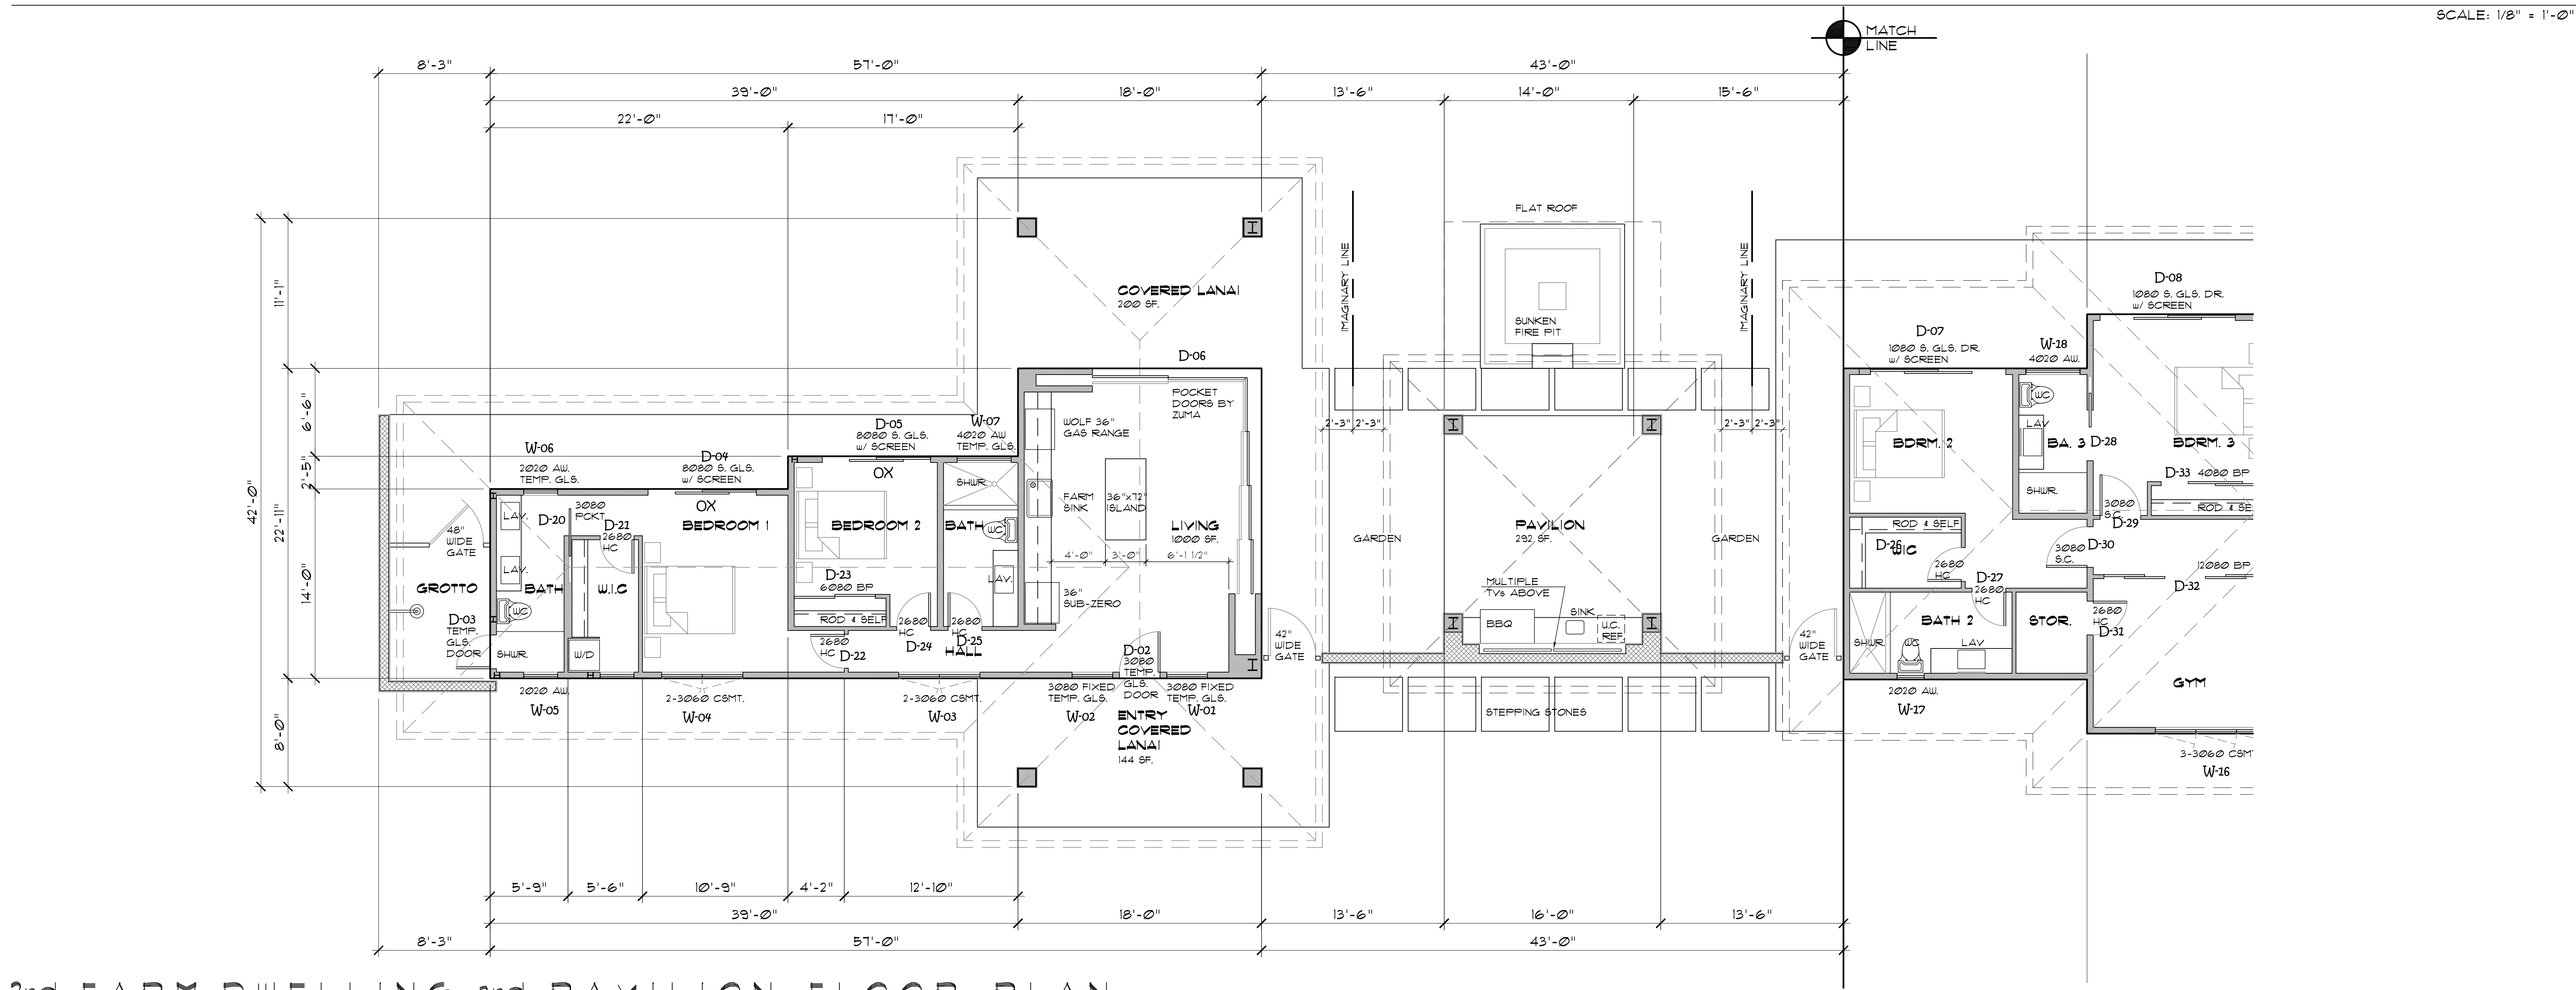 SCALE: 1/8" = 1'-0"
MATCH
LINE
8'-3"
57'-0"
43'-0"
39'-0"
18'-0"
13'-6"
14'-0"
15'-6"
22'-0"
17'-0"
FLAT ROOF
IMAGINARY LINE
IMAGINARY LINE
COVERED LANAI
200 SF.
SUNKEN
FIRE PIT
D-08
1080 S. GLS. DR.
w/ SCREEN
D-07
1080 S. GLS. DR.
w/ SCREEN
W-18
4020 AW.
11'-1"
42'-0"
6'-6"
2'-5"
22'-11"
14'-0"
8'-0"
D-06
POCKET
DOORS BY
ZUMA
WOLF 36"
GAS RANGE
D-05
8080 S. GLS.
w/ SCREEN
OX
W-07
4020 AW
TEMP. GLS.
W-06
2020 AW.
TEMP. GLS.
D-04
8080 S. GLS.
w/ SCREEN
OX
2'-3"
2'-3"
2'-3"
2'-3"
WC
LAV
BDRM. 2
BA. 3
D-28
BDRM. 3
D-33
4080 BP
SHWR.
3080
S.C.
D-29
ROD & SE
SHWR.
FARM
SINK
36"x72"
ISLAND
LAV.
D-20
3080
PCKT
D-21
2680
HC
BEDROOM 1
BEDROOM 2
BATH
WC
LIVING
1000 SF.
PAVILION
292 SF.
GARDEN
GARDEN
ROD & SELF
D-26
WIC
2680
HC
3080
S.C.
D-30
48"
WIDE
GATE
4'-0"
3'-0"
6'-1 1/2"
LAV.
GROTTO
BATH
W.I.C
D-23
6080 BP
LAV.
MULTIPLE
TVs ABOVE
12080 BP
D-32
D-27
2680
HC
WC
36"
SUB-ZERO
ROD & SELF
BBQ
SINK
U.C.
REF
D-03
TEMP.
GLS.
DOOR
SHWR.
W/D
2680
HC
D-22
2680
HC
D-24
2680
HC
D-25
HALL
D-02
3080
TEMP.
GLS.
DOOR
42"
WIDE
GATE
42"
WIDE
GATE
SHWR
WC
BATH 2
LAV
STOR.
2680
HC
D-31
GYM
2020 AW.
W-05
2-3060 CSMT.
W-04
2-3060 CSMT.
W-03
3080 FIXED
TEMP. GLS.
W-02
3080 FIXED
TEMP. GLS.
W-01
ENTRY
COVERED
LANAI
144 SF.
STEPPING STONES
2020 AW.
W-17
3-3060 CSMT
W-16
5'-9"
5'-6"
10'-9"
4'-2"
12'-10"
39'-0"
18'-0"
13'-6"
16'-0"
13'-6"
8'-3"
57'-0"
43'-0"
2nd FARM DWELLING and PAVILION FLOOR PLAN